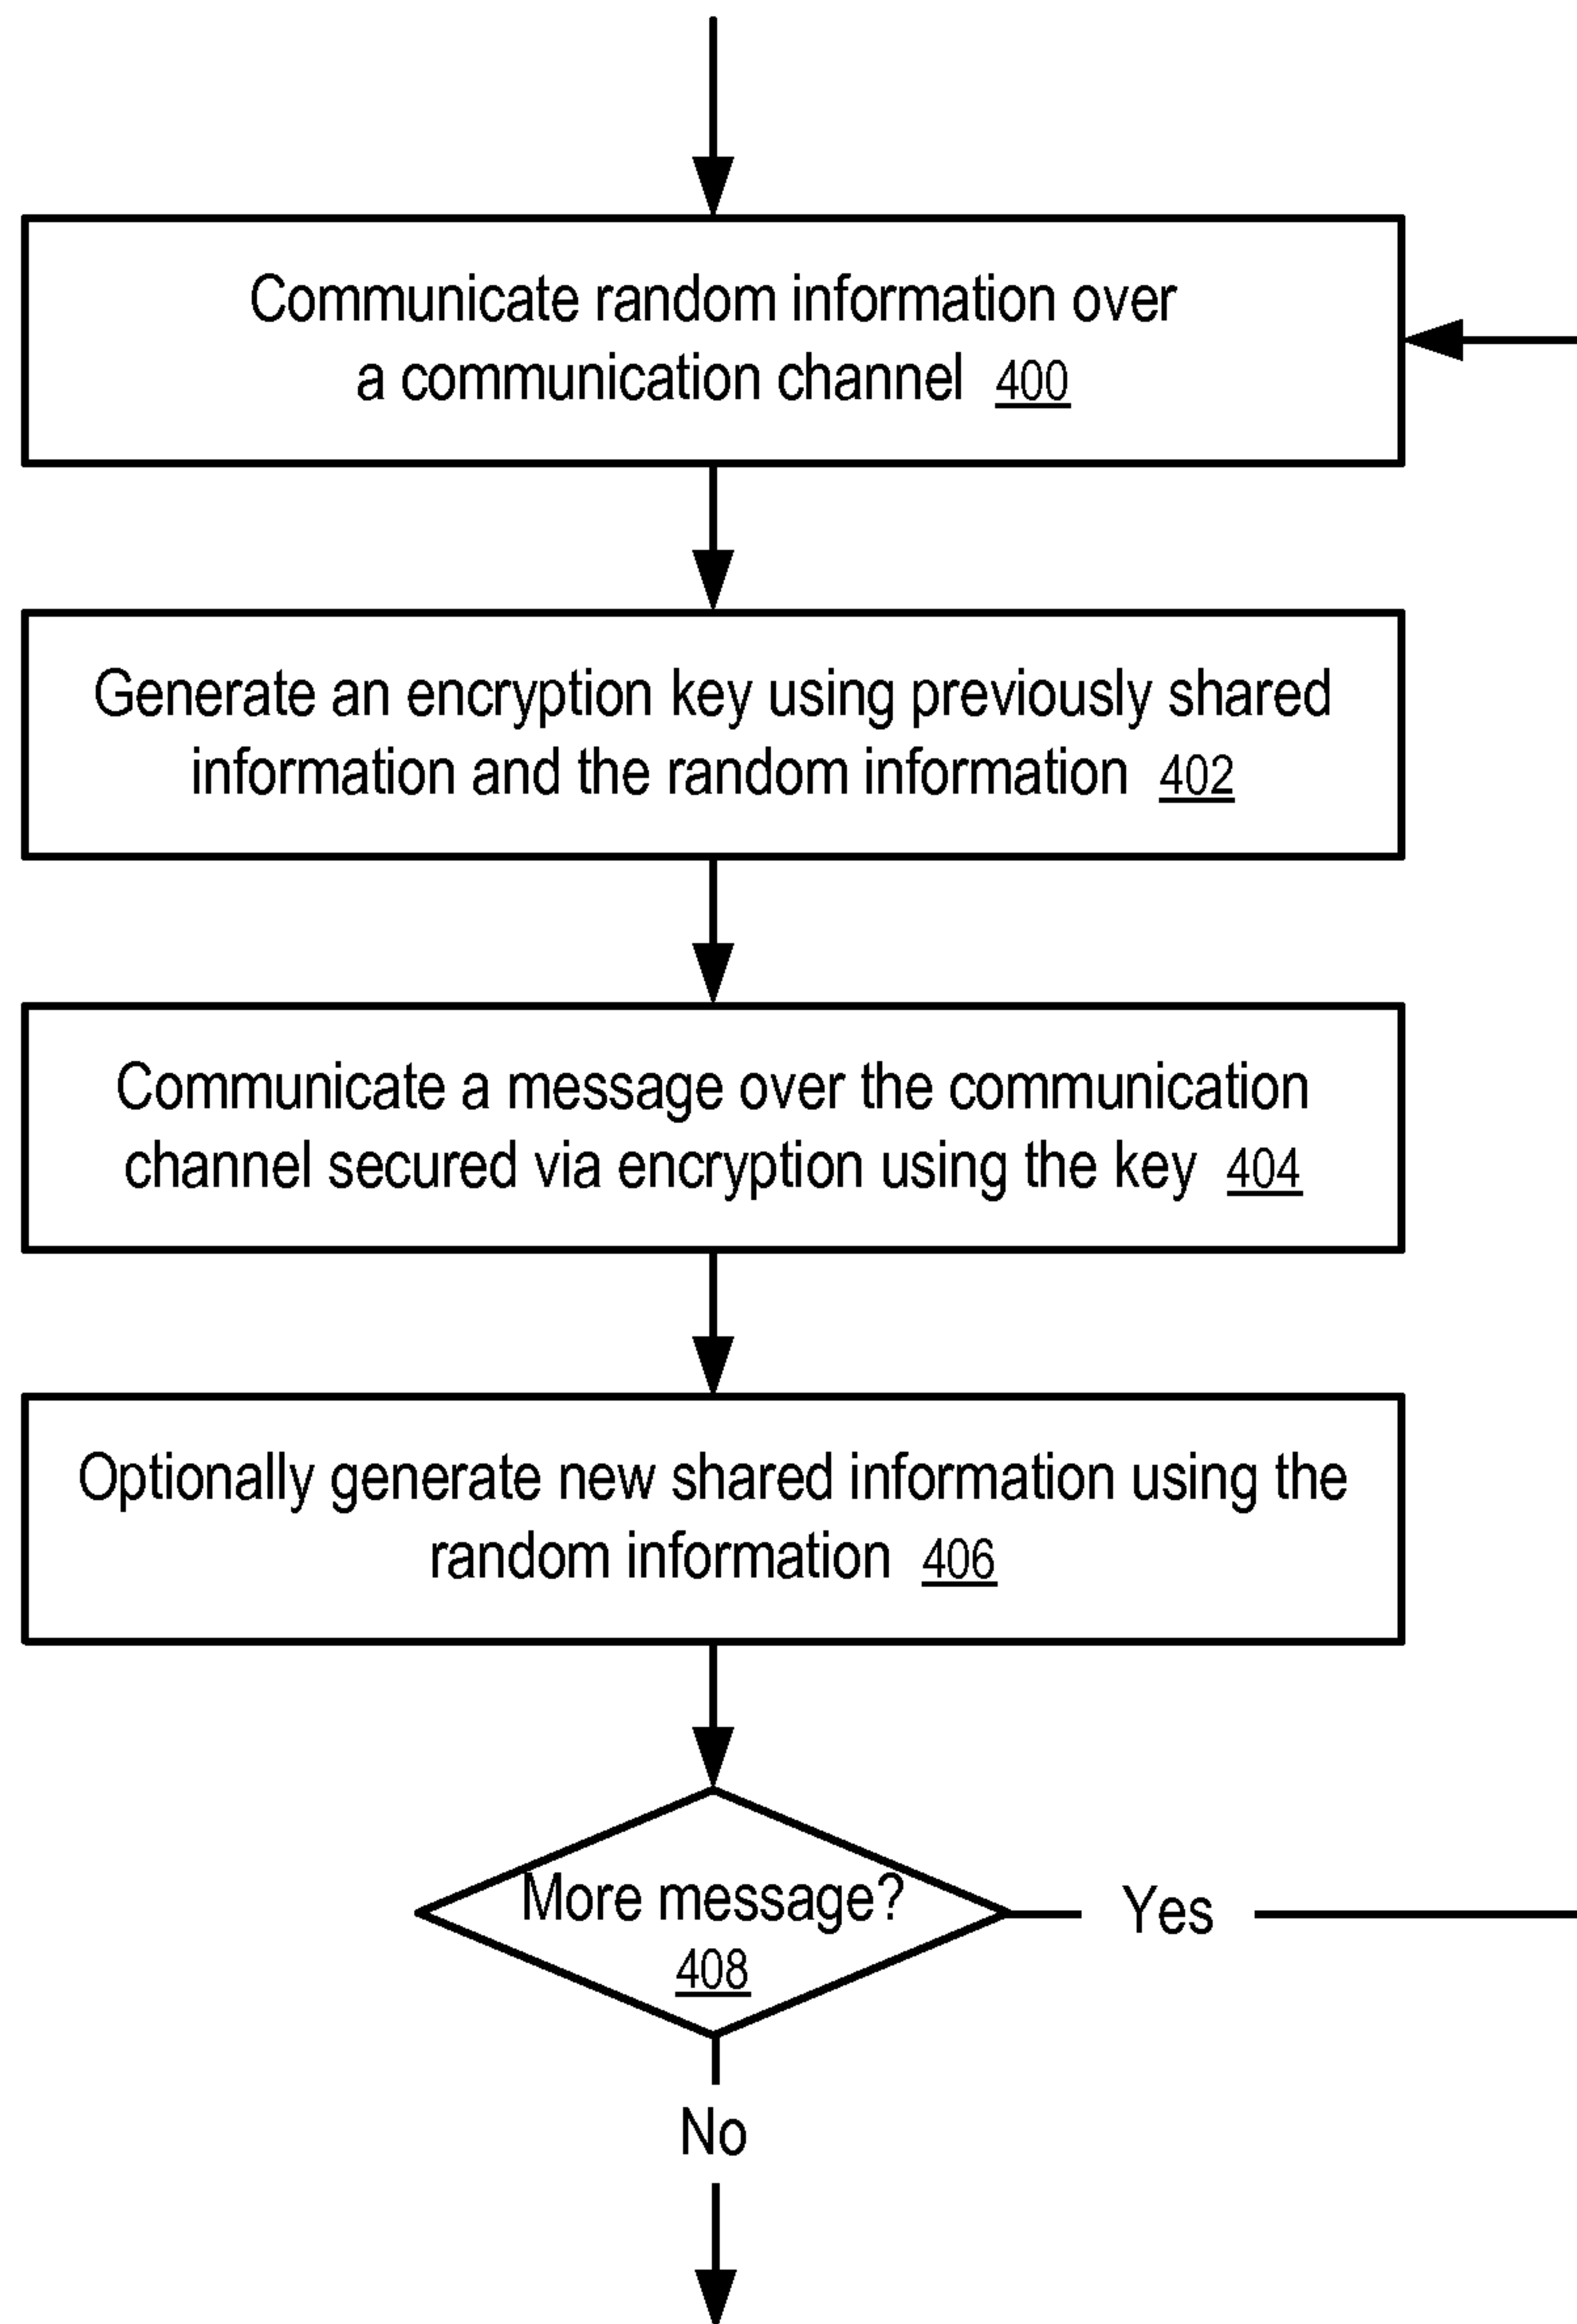 Communicate random information over
a communication channel 400
Generate an encryption key using previously shared
information and the random information 402
Communicate a message over the communication
channel secured via encryption using the key 404
Optionally generate new shared information using the
random information 406
More message?
408
Yes
No